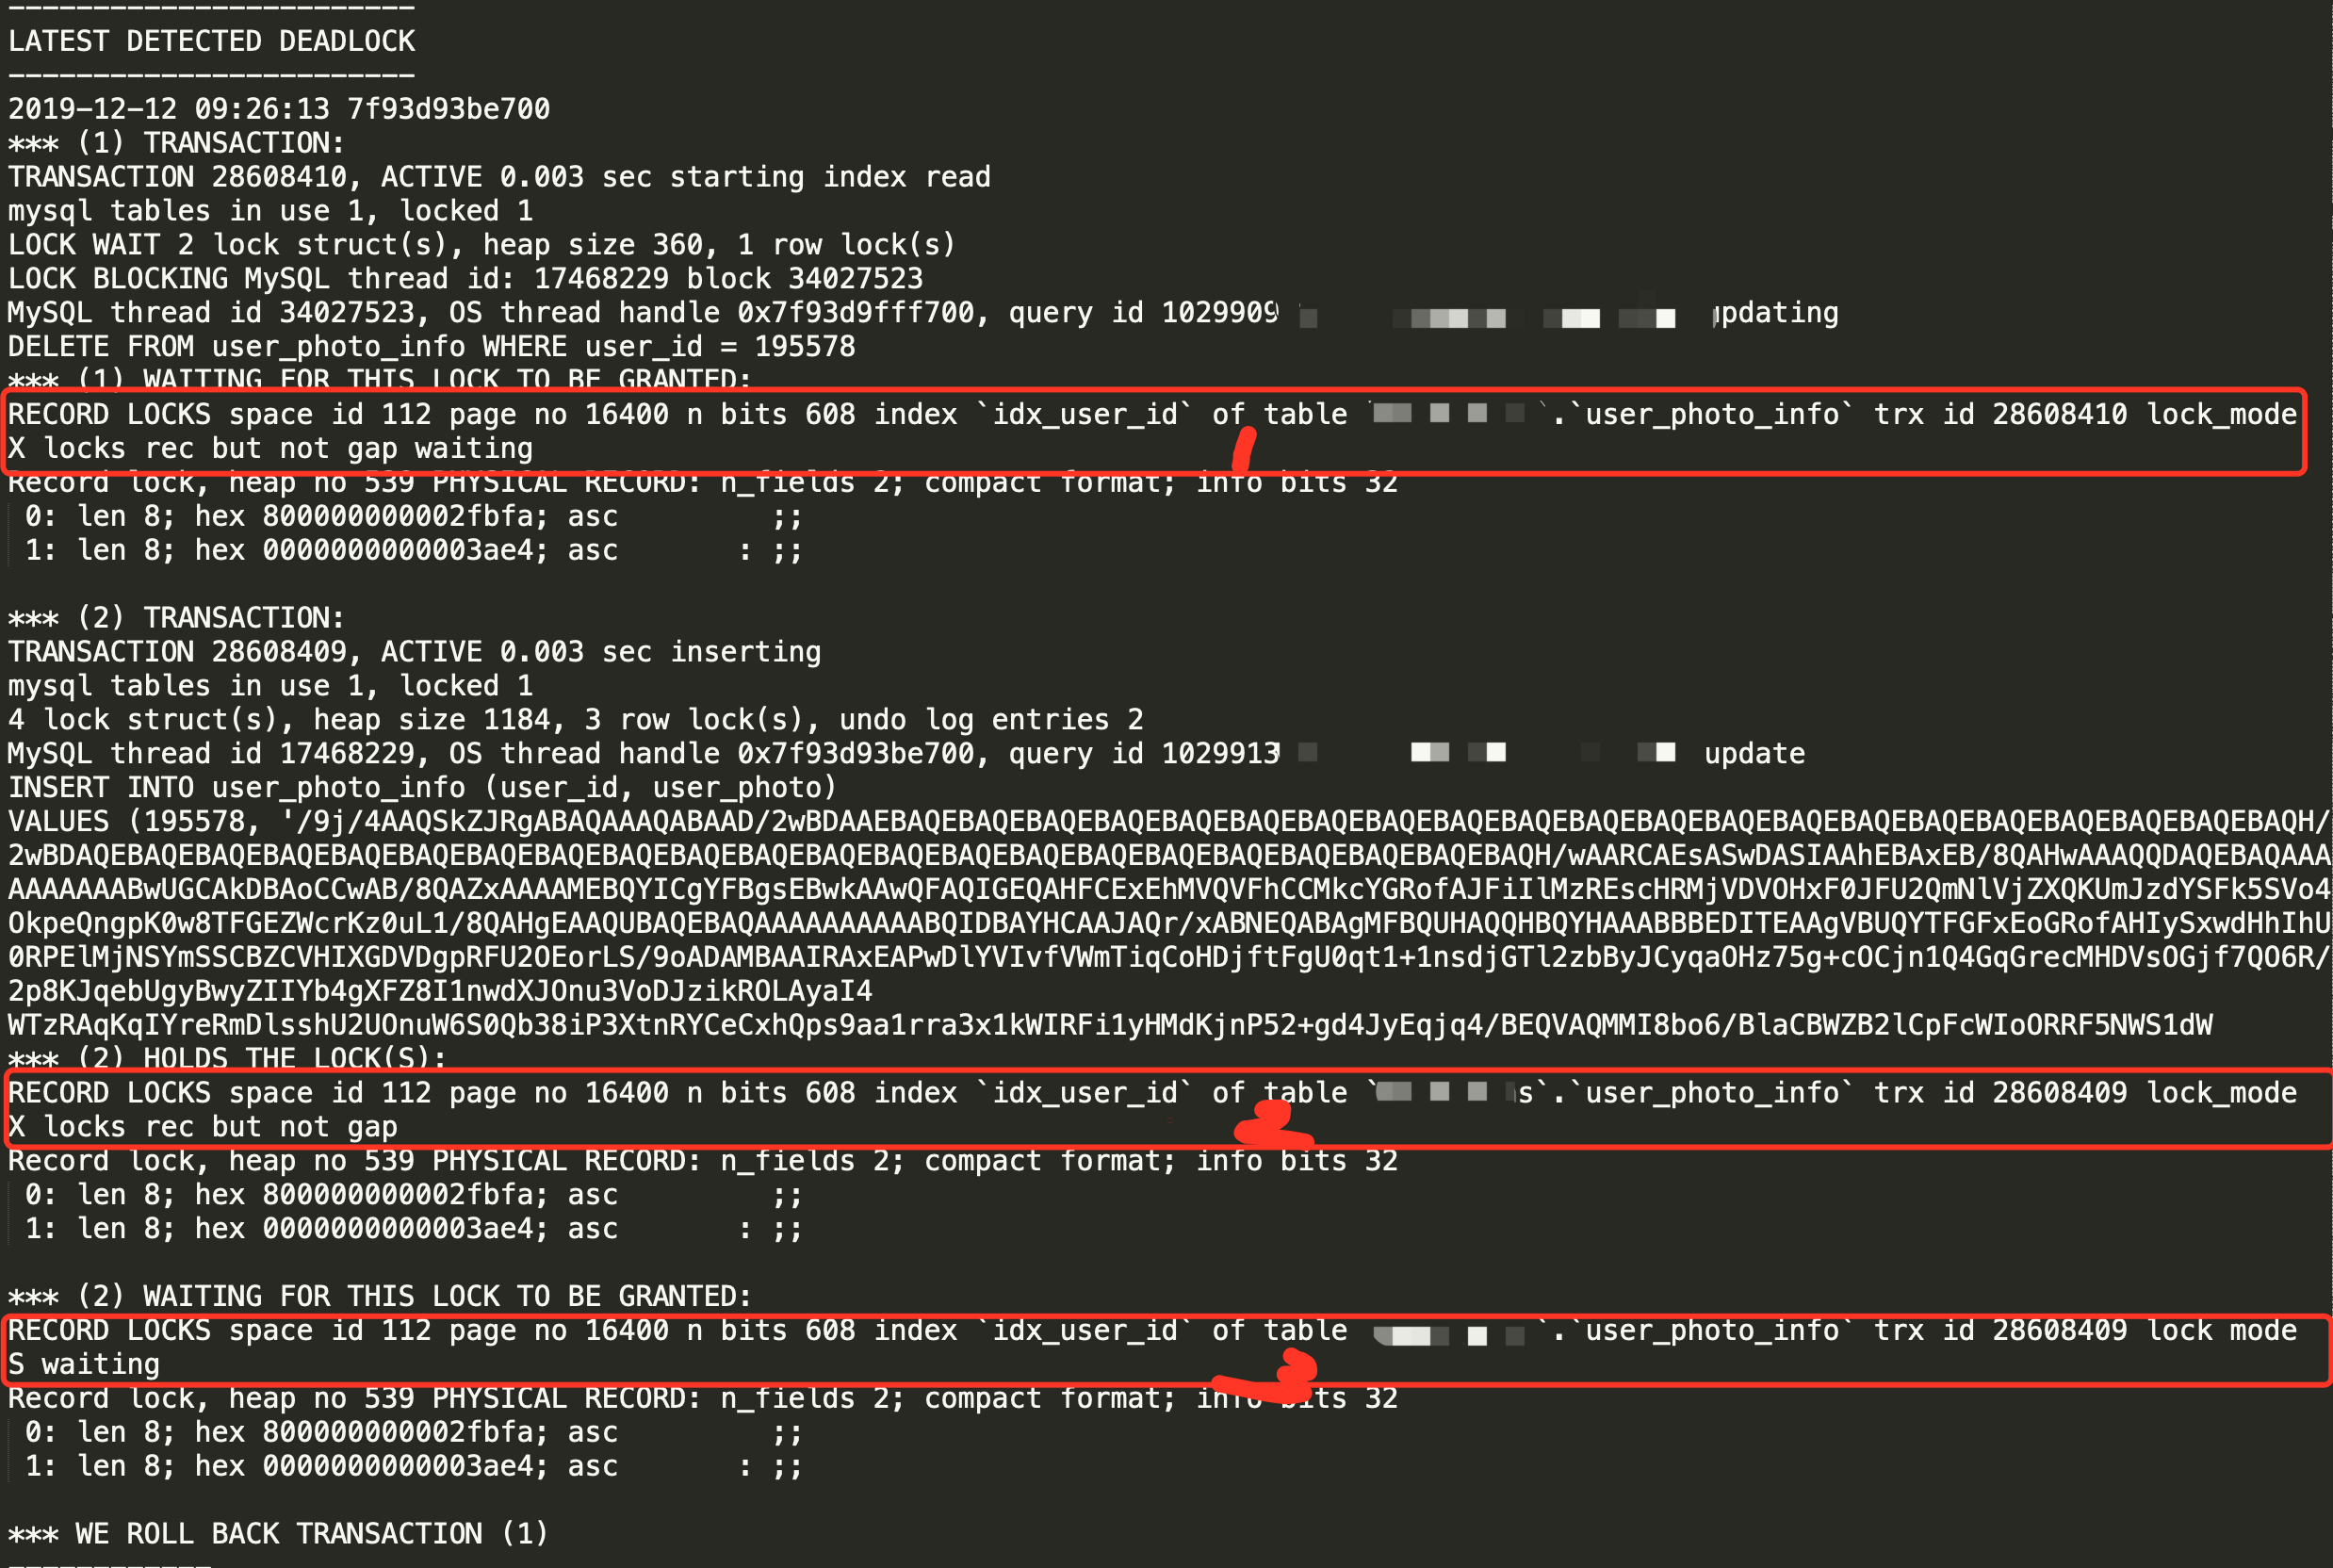 ------------------------
LATEST DETECTED DEADLOCK
------------------------
2019-12-12 09:26:13 7f93d93be700
*** (1) TRANSACTION:
TRANSACTION 28608410, ACTIVE 0.003 sec starting index read
mysql tables in use 1, locked 1
LOCK WAIT 2 lock struct(s), heap size 360, 1 row lock(s)
LOCK BLOCKING MySQL thread id: 17468229 block 34027523
MySQL thread id 34027523, OS thread handle 0x7f93d9fff700, query id 1029909 updating
DELETE FROM user_photo_info WHERE user_id = 195578
*** (1) WAITING FOR THIS LOCK TO BE GRANTED:
RECORD LOCKS space id 112 page no 16400 n bits 608 index `idx_user_id` of table ` `.`user_photo_info` trx id 28608410 lock_mode
X locks rec but not gap waiting
Record lock, heap no 539 PHYSICAL RECORD: n_fields 2; compact format; info bits 32
0: len 8; hex 800000000002fbfa; asc         ;;
1: len 8; hex 0000000000003ae4; asc       : ;;
*** (2) TRANSACTION:
TRANSACTION 28608409, ACTIVE 0.003 sec inserting
mysql tables in use 1, locked 1
4 lock struct(s), heap size 1184, 3 row lock(s), undo log entries 2
MySQL thread id 17468229, OS thread handle 0x7f93d93be700, query id 1029913 update
INSERT INTO user_photo_info (user_id, user_photo)
VALUES (195578, '/9j/4AAQSkZJRgABAQAAAQABAAD/2wBDAAEBAQEBAQEBAQEBAQEBAQEBAQEBAQEBAQEBAQEBAQEBAQEBAQEBAQEBAQEBAQEBAQEBAQEBAQEBAQH/
2wBDAQEBAQEBAQEBAQEBAQEBAQEBAQEBAQEBAQEBAQEBAQEBAQEBAQEBAQEBAQEBAQEBAQEBAQEBAQEBAQH/wAARCAEsASwDASIAAhEBAxEB/8QAHwAAAQQDAQEBAQAAA
AAAAAAABwUGCAkDBAoCCwAB/8QAZxAAAAMEBQYICgYFBgsEBwkAAwQFAQIGEQAHFCExEhMVQVFhCCMkcYGRofAJFiIlMzREscHRMjVDVOHxF0JFU2QmNlVjZXQKUmJzdYSFk5SVo4
OkpeQngpK0w8TFGEZWcrKz0uL1/8QAHgEAAQUBAQEBAQAAAAAAAAAABQIDBAYHCAAJAQr/xABNEQABAgMFBQUHAQQHBQYHAAABBBEDITEAAgVBUQYTFGFxEoGRofAHIySxwdHhIhU
0RPElMjNSYmSSCBZCVHIXGDVDgpRFU2OEorLS/9oADAMBAAIRAxEAPwDlYVIvfVWmTiqCoHDjftFgU0qt1+1nsdjGTl2zbByJCyqaOHz75g+cOCjn1Q4GqGrecMHDVsOGjf7QO6R/
2p8KJqebUgyBwyZIIYb4gXFZ8I1nwdXJOnu3VoDJzikROLAyaI4
WTzRAqKqIYreRmDlsshU2UOnuW6S0Qb38iP3XtnRYCeCxhQps9aa1rra3x1kWIRFi1yHMdKjnP52+gd4JyEqjq4/BEQVAQMMI8bo6/BlaCBWZB2lCpFcWIoORRF5NWS1dW
*** (2) HOLDS THE LOCK(S):
RECORD LOCKS space id 112 page no 16400 n bits 608 index `idx_user_id` of table ` s`.`user_photo_info` trx id 28608409 lock_mode
X locks rec but not gap
Record lock, heap no 539 PHYSICAL RECORD: n_fields 2; compact format; info bits 32
0: len 8; hex 800000000002fbfa; asc         ;;
1: len 8; hex 0000000000003ae4; asc       : ;;
*** (2) WAITING FOR THIS LOCK TO BE GRANTED:
RECORD LOCKS space id 112 page no 16400 n bits 608 index `idx_user_id` of table `.`user_photo_info` trx id 28608409 lock mode
S waiting
Record lock, heap no 539 PHYSICAL RECORD: n_fields 2; compact format; info bits 32
0: len 8; hex 800000000002fbfa; asc         ;;
1: len 8; hex 0000000000003ae4; asc       : ;;
*** WE ROLL BACK TRANSACTION (1)
------------